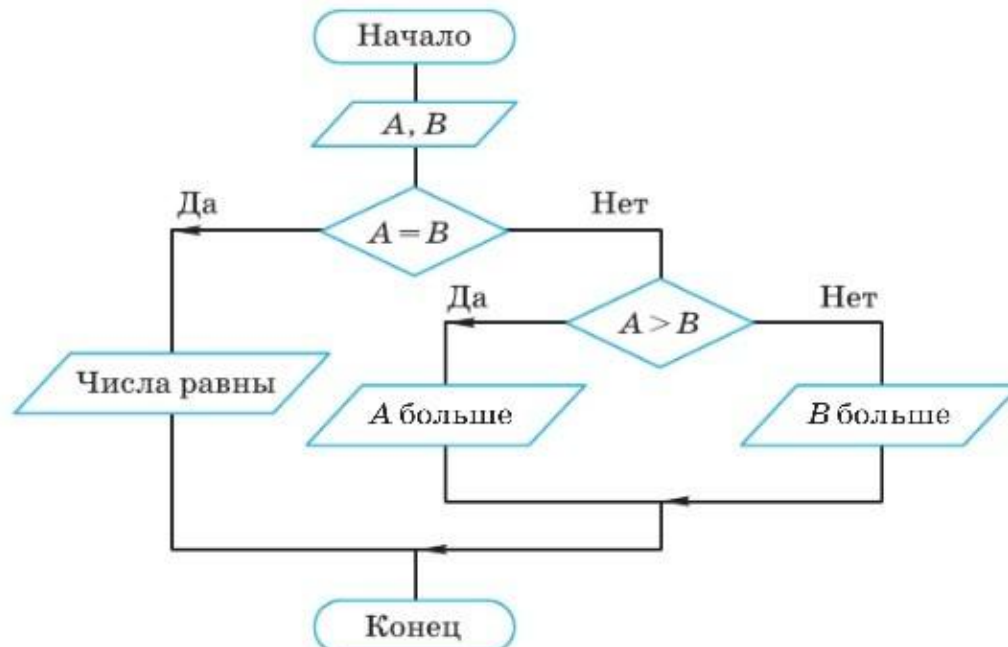 Начало
A, B
Да
Нет
A = B
Да
Нет
A > B
Числа равны
A больше
B больше
Конец